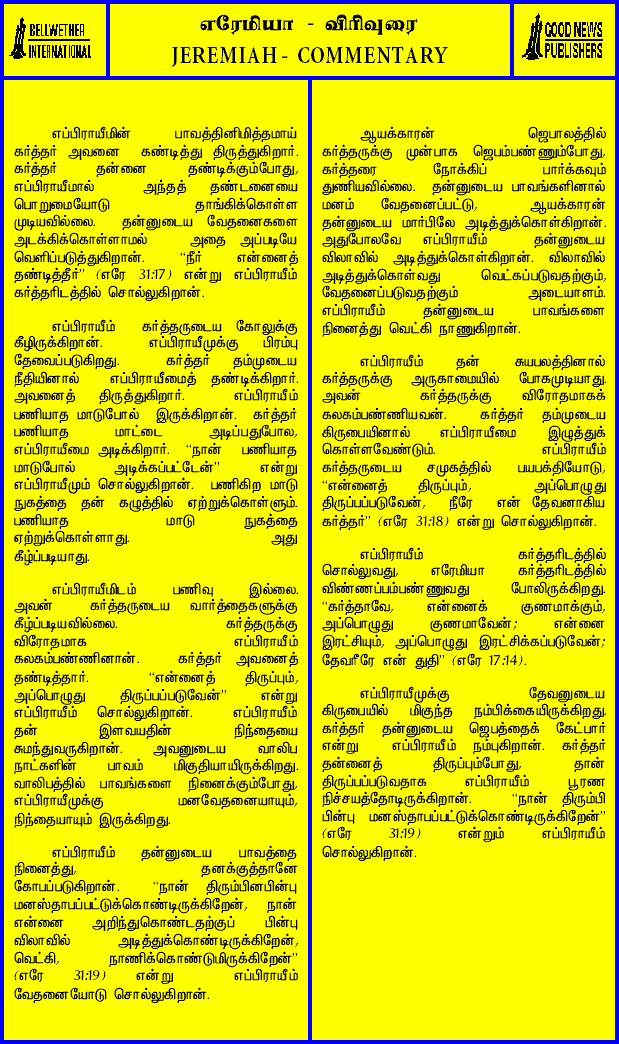 BELLWETHER
INTERNATIONAL
எரேமியா - விரிவுரை
JEREMIAH - COMMENTARY
GOOD NEWS
PUBLISHERS
எப்பிராயீமின் பாவத்தினிமித்தமாய்
கர்த்தர் அவனை கண்டித்து திருத்துகிறார்.
கர்த்தர் தன்னை தண்டிக்கும்போது,
எப்பிராயீமால் அந்தத் தண்டனையை
பொறுமையோடு தாங்கிக்கொள்ள
முடியவில்லை. தன்னுடைய வேதனைகளை
அடக்கிக்கொள்ளாமல் அதை அப்படியே
வெளிப்படுத்துகிறான். “நீர் என்னைத்
தண்டித்தீர்” (எரே 31:17) என்று எப்பிராயீம்
கர்த்தரிடத்தில் சொல்லுகிறான்.
எப்பிராயீம் கர்த்தருடைய கோலுக்கு
கீழிருக்கிறான். எப்பிராயீமுக்கு பிரம்பு
தேவைப்படுகிறது. கர்த்தர் தம்முடைய
நீதியினால் எப்பிராயீமைத் தண்டிக்கிறார்.
அவனைத் திருத்துகிறார். எப்பிராயீம்
பணியாத மாடுபோல் இருக்கிறான். கர்த்தர்
பணியாத மாட்டை அடிப்பதுபோல,
எப்பிராயீமை அடிக்கிறார். “நான் பணியாத
மாடுபோல் அடிக்கப்பட்டேன்” என்று
எப்பிராயீமும் சொல்லுகிறான். பணிகிற மாடு
நுகத்தை தன் கழுத்தில் ஏற்றுக்கொள்ளும்.
பணியாத மாடு நுகத்தை
ஏற்றுக்கொள்ளாது. அது
கீழ்ப்படியாது.
எப்பிராயீமிடம் பணிவு இல்லை.
அவன் கர்த்தருடைய வார்த்தைகளுக்கு
கீழ்ப்படியவில்லை. கர்த்தருக்கு
விரோதமாக எப்பிராயீம்
கலகம்பண்ணினான். கர்த்தர் அவனைத்
தண்டித்தார். “என்னைத் திருப்பும்,
அப்பொழுது திருப்பப்படுவேன்” என்று
எப்பிராயீம் சொல்லுகிறான். எப்பிராயீம்
தன் இளவயதின் நிந்தையை
சுமந்துவருகிறான். அவனுடைய வாலிப
நாட்களின் பாவம் மிகுதியாயிருக்கிறது.
வாலிபத்தில் பாவங்களை நினைக்கும்போது,
எப்பிராயீமுக்கு மனவேதனையாயும்,
நிந்தையாயும் இருக்கிறது.
எப்பிராயீம் தன்னுடைய பாவத்தை
நினைத்து, தனக்குத்தானே
கோபப்படுகிறான். “நான் திரும்பினபின்பு
மனஸ்தாபப்பட்டுக்கொண்டிருக்கிறேன், நான்
என்னை அறிந்துகொண்டதற்குப் பின்பு
விலாவில் அடித்துக்கொண்டிருக்கிறேன்,
வெட்கி, நாணிக்கொண்டுமிருக்கிறேன்”
(எரே 31:19) என்று எப்பிராயீம்
வேதனையோடு சொல்லுகிறான்.
ஆயக்காரன் ஜெபாலத்தில்
கர்த்தருக்கு முன்பாக ஜெபம்பண்ணும்போது,
கர்த்தரை நோக்கிப் பார்க்கவும்
துணியவில்லை. தன்னுடைய பாவங்களினால்
மனம் வேதனைப்பட்டு, ஆயக்காரன்
தன்னுடைய மார்பிலே அடித்துக்கொள்கிறான்.
அதுபோலவே எப்பிராயீம் தன்னுடைய
விலாவில் அடித்துக்கொள்கிறான். விலாவில்
அடித்துக்கொள்வது வெட்கப்படுவதற்கும்,
வேதனைப்படுவதற்கும் அடையாளம்.
எப்பிராயீம் தன்னுடைய பாவங்களை
நினைத்து வெட்கி நாணுகிறான்.
எப்பிராயீம் தன் சுயபலத்தினால்
கர்த்தருக்கு அருகாமையில் போகமுடியாது.
அவன் கர்த்தருக்கு விரோதமாகக்
கலகம்பண்ணியவன். கர்த்தர் தம்முடைய
கிருபையினால் எப்பிராயீமை இழுத்துக்
கொள்ளவேண்டும். எப்பிராயீம்
கர்த்தருடைய சமுகத்தில் பயபக்தியோடு,
“என்னைத் திருப்பும், அப்பொழுது
திருப்பப்படுவேன், நீரே என் தேவனாகிய
கர்த்தர்” (எரே 31:18) என்று சொல்லுகிறான்.
எப்பிராயீம் கர்த்தரிடத்தில்
சொல்லுவது, எரேமியா கர்த்தரிடத்தில்
விண்ணப்பம்பண்ணுவது போலிருக்கிறது.
“கர்த்தாவே, என்னைக் குணமாக்கும்,
அப்பொழுது குணமாவேன்; என்னை
இரட்சியும், அப்பொழுது இரட்சிக்கப்படுவேன்;
தேவரீரே என் துதி” (எரே 17:14).
எப்பிராயீமுக்கு தேவனுடைய
கிருபையில் மிகுந்த நம்பிக்கையிருக்கிறது.
கர்த்தர் தன்னுடைய ஜெபத்தைக் கேட்பார்
என்று எப்பிராயீம் நம்புகிறான். கர்த்தர்
தன்னைத் திருப்பும்போது, தான்
திருப்பப்படுவதாக எப்பிராயீம் பூரண
நிச்சயத்தோடிருக்கிறான். “நான் திரும்பி
பின்பு மனஸ்தாபப்பட்டுக்கொண்டிருக்கிறேன்”
(எரே 31:19) என்றும் எப்பிராயீம்
சொல்லுகிறான்.